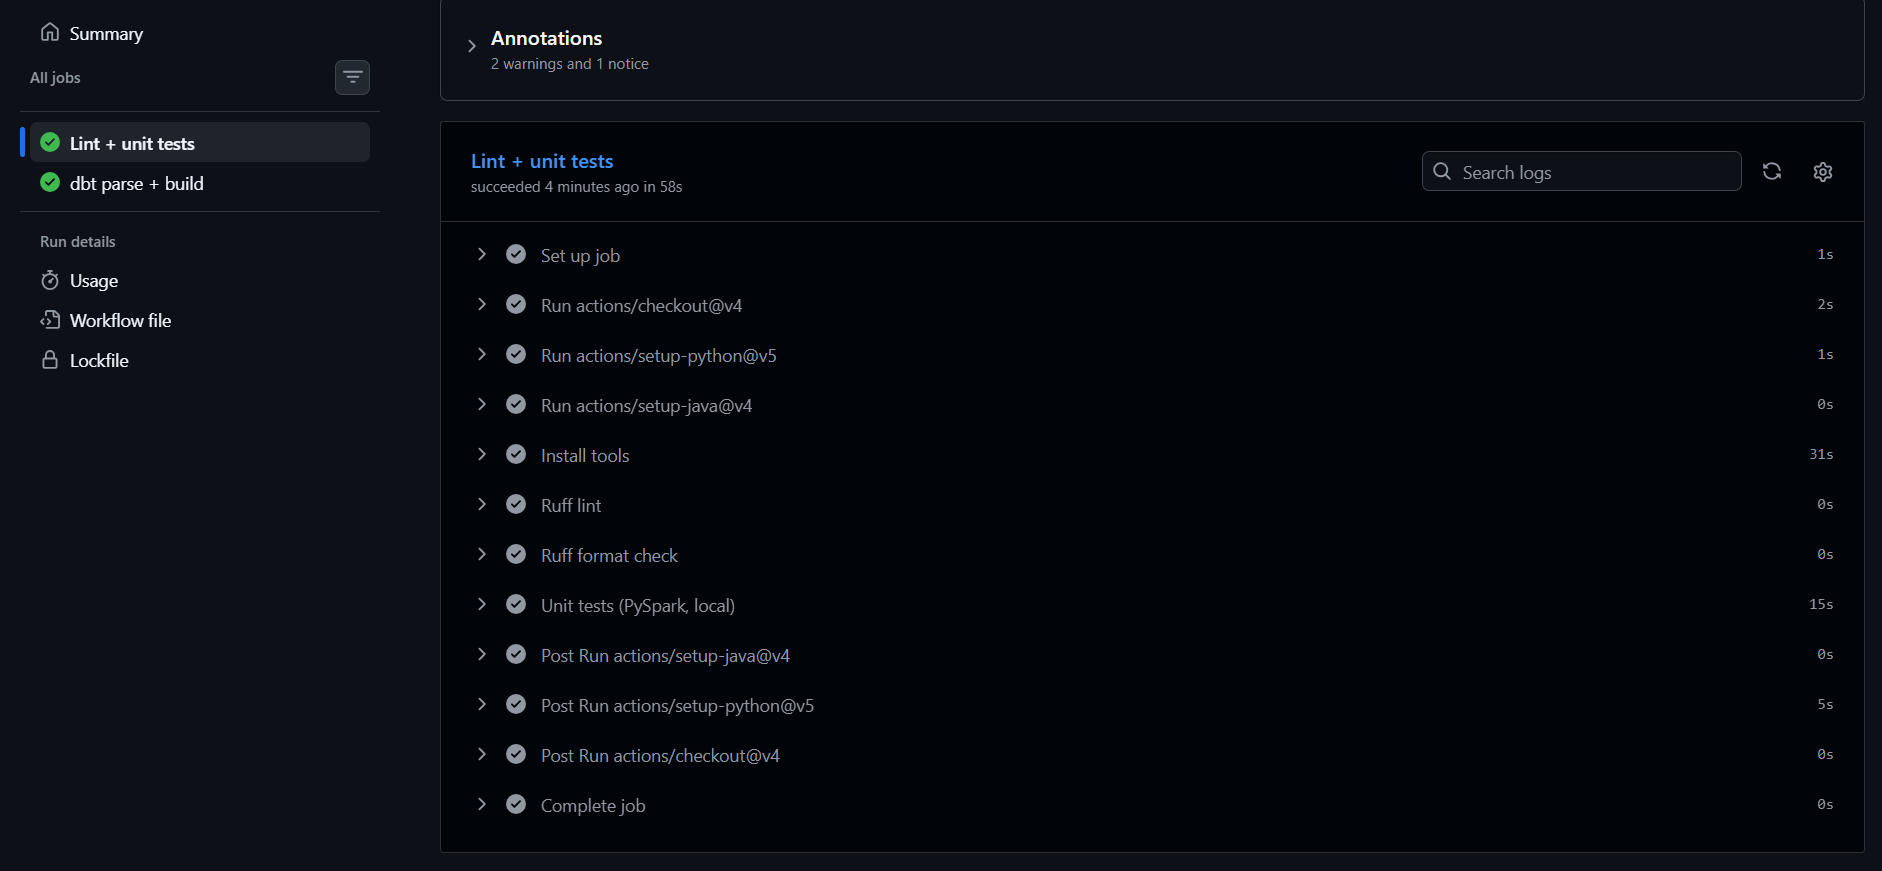 Summary
All jobs
Lint + unit tests
dbt parse + build
Run details
Usage
Workflow file
Lockfile
Annotations
2 warnings and 1 notice
Lint + unit tests
succeeded 4 minutes ago in 58s
Search logs
Set up job 1s
Run actions/checkout@v4 2s
Run actions/setup-python@v5 1s
Run actions/setup-java@v4 0s
Install tools 31s
Ruff lint 0s
Ruff format check 0s
Unit tests (PySpark, local) 15s
Post Run actions/setup-java@v4 0s
Post Run actions/setup-python@v5 5s
Post Run actions/checkout@v4 0s
Complete job 0s